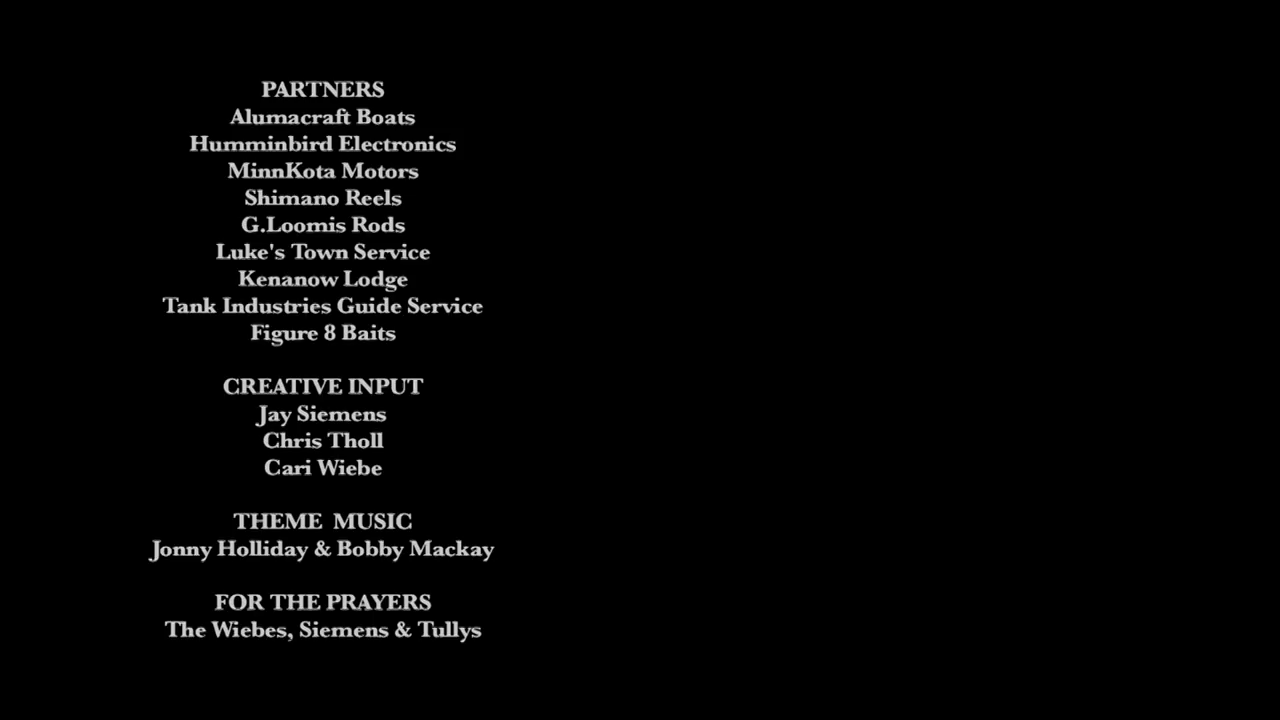 PARTNERS
Alumacraft Boats
Humminbird Electronics
MinnKota Motors
Shimano Reels
G.Loomis Rods
Luke's Town Service
Kenanow Lodge
Tank Industries Guide Service
Figure 8 Baits
CREATIVE INPUT
Jay Siemens
Chris Tholl
Cari Wiebe
THEME  MUSIC
Jonny Holliday & Bobby Mackay
FOR THE PRAYERS
The Wiebes, Siemens & Tullys